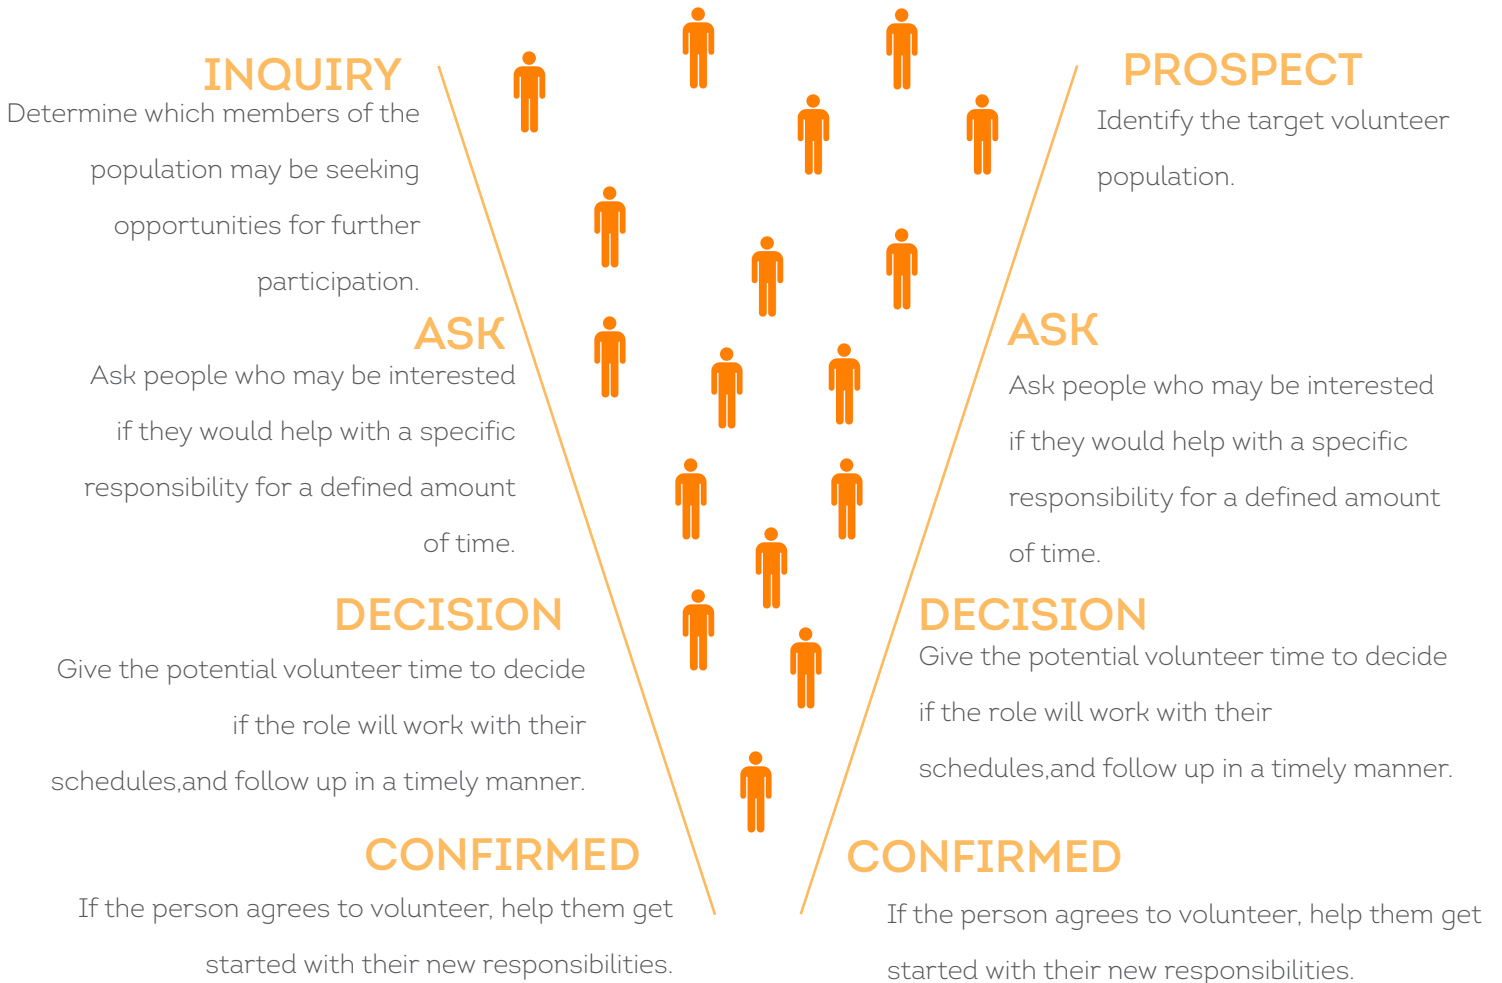 INQUIRY
Determine which members of the
population may be seeking
opportunities for further
participation.
ASK
Ask people who may be interested
if they would help with a specific
responsibility for a defined amount
of time.
DECISION
Give the potential volunteer time to decide
if the role will work with their
schedules,and follow up in a timely manner.
CONFIRMED
If the person agrees to volunteer, help them get
started with their new responsibilities.
PROSPECT
Identify the target volunteer
population.
ASK
Ask people who may be interested
if they would help with a specific
responsibility for a defined amount
of time.
DECISION
Give the potential volunteer time to decide
if the role will work with their
schedules,and follow up in a timely manner.
CONFIRMED
If the person agrees to volunteer, help them get
started with their new responsibilities.